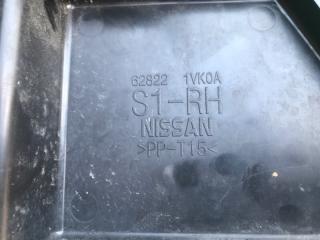 62822 1VK0A
S1-RH
NISSAN
>PP-T15<